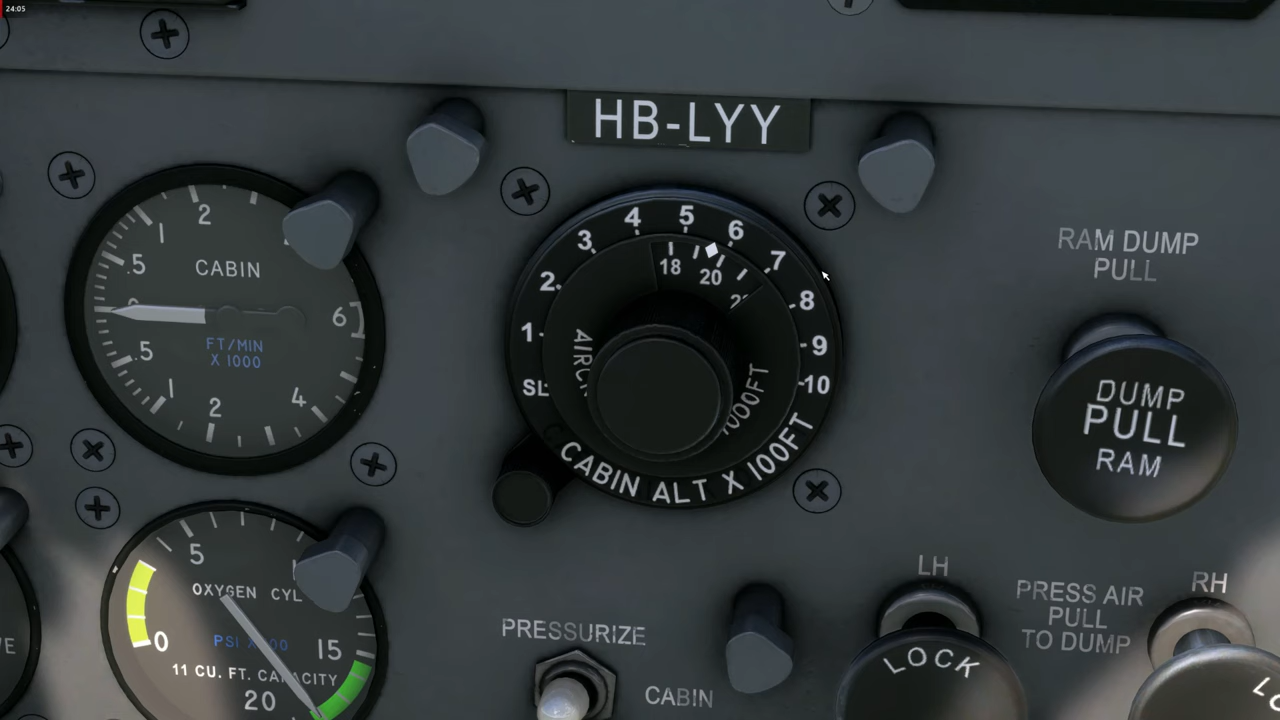 24:05
HB-LYY
2
1
.5
0
.5
1
2
4
6
CABIN
FT/MIN
X 1000
SL
1
2
3
4
5
6
7
8
9
10
18
20
1000FT
CABIN ALT X 100FT
RAM DUMP
PULL
DUMP
PULL
RAM
5
OXYGEN CYL
0
15
11 CU. FT. CAPACITY
20
PRESSURIZE
CABIN
LH
LOCK
PRESS AIR
PULL
TO DUMP
RH